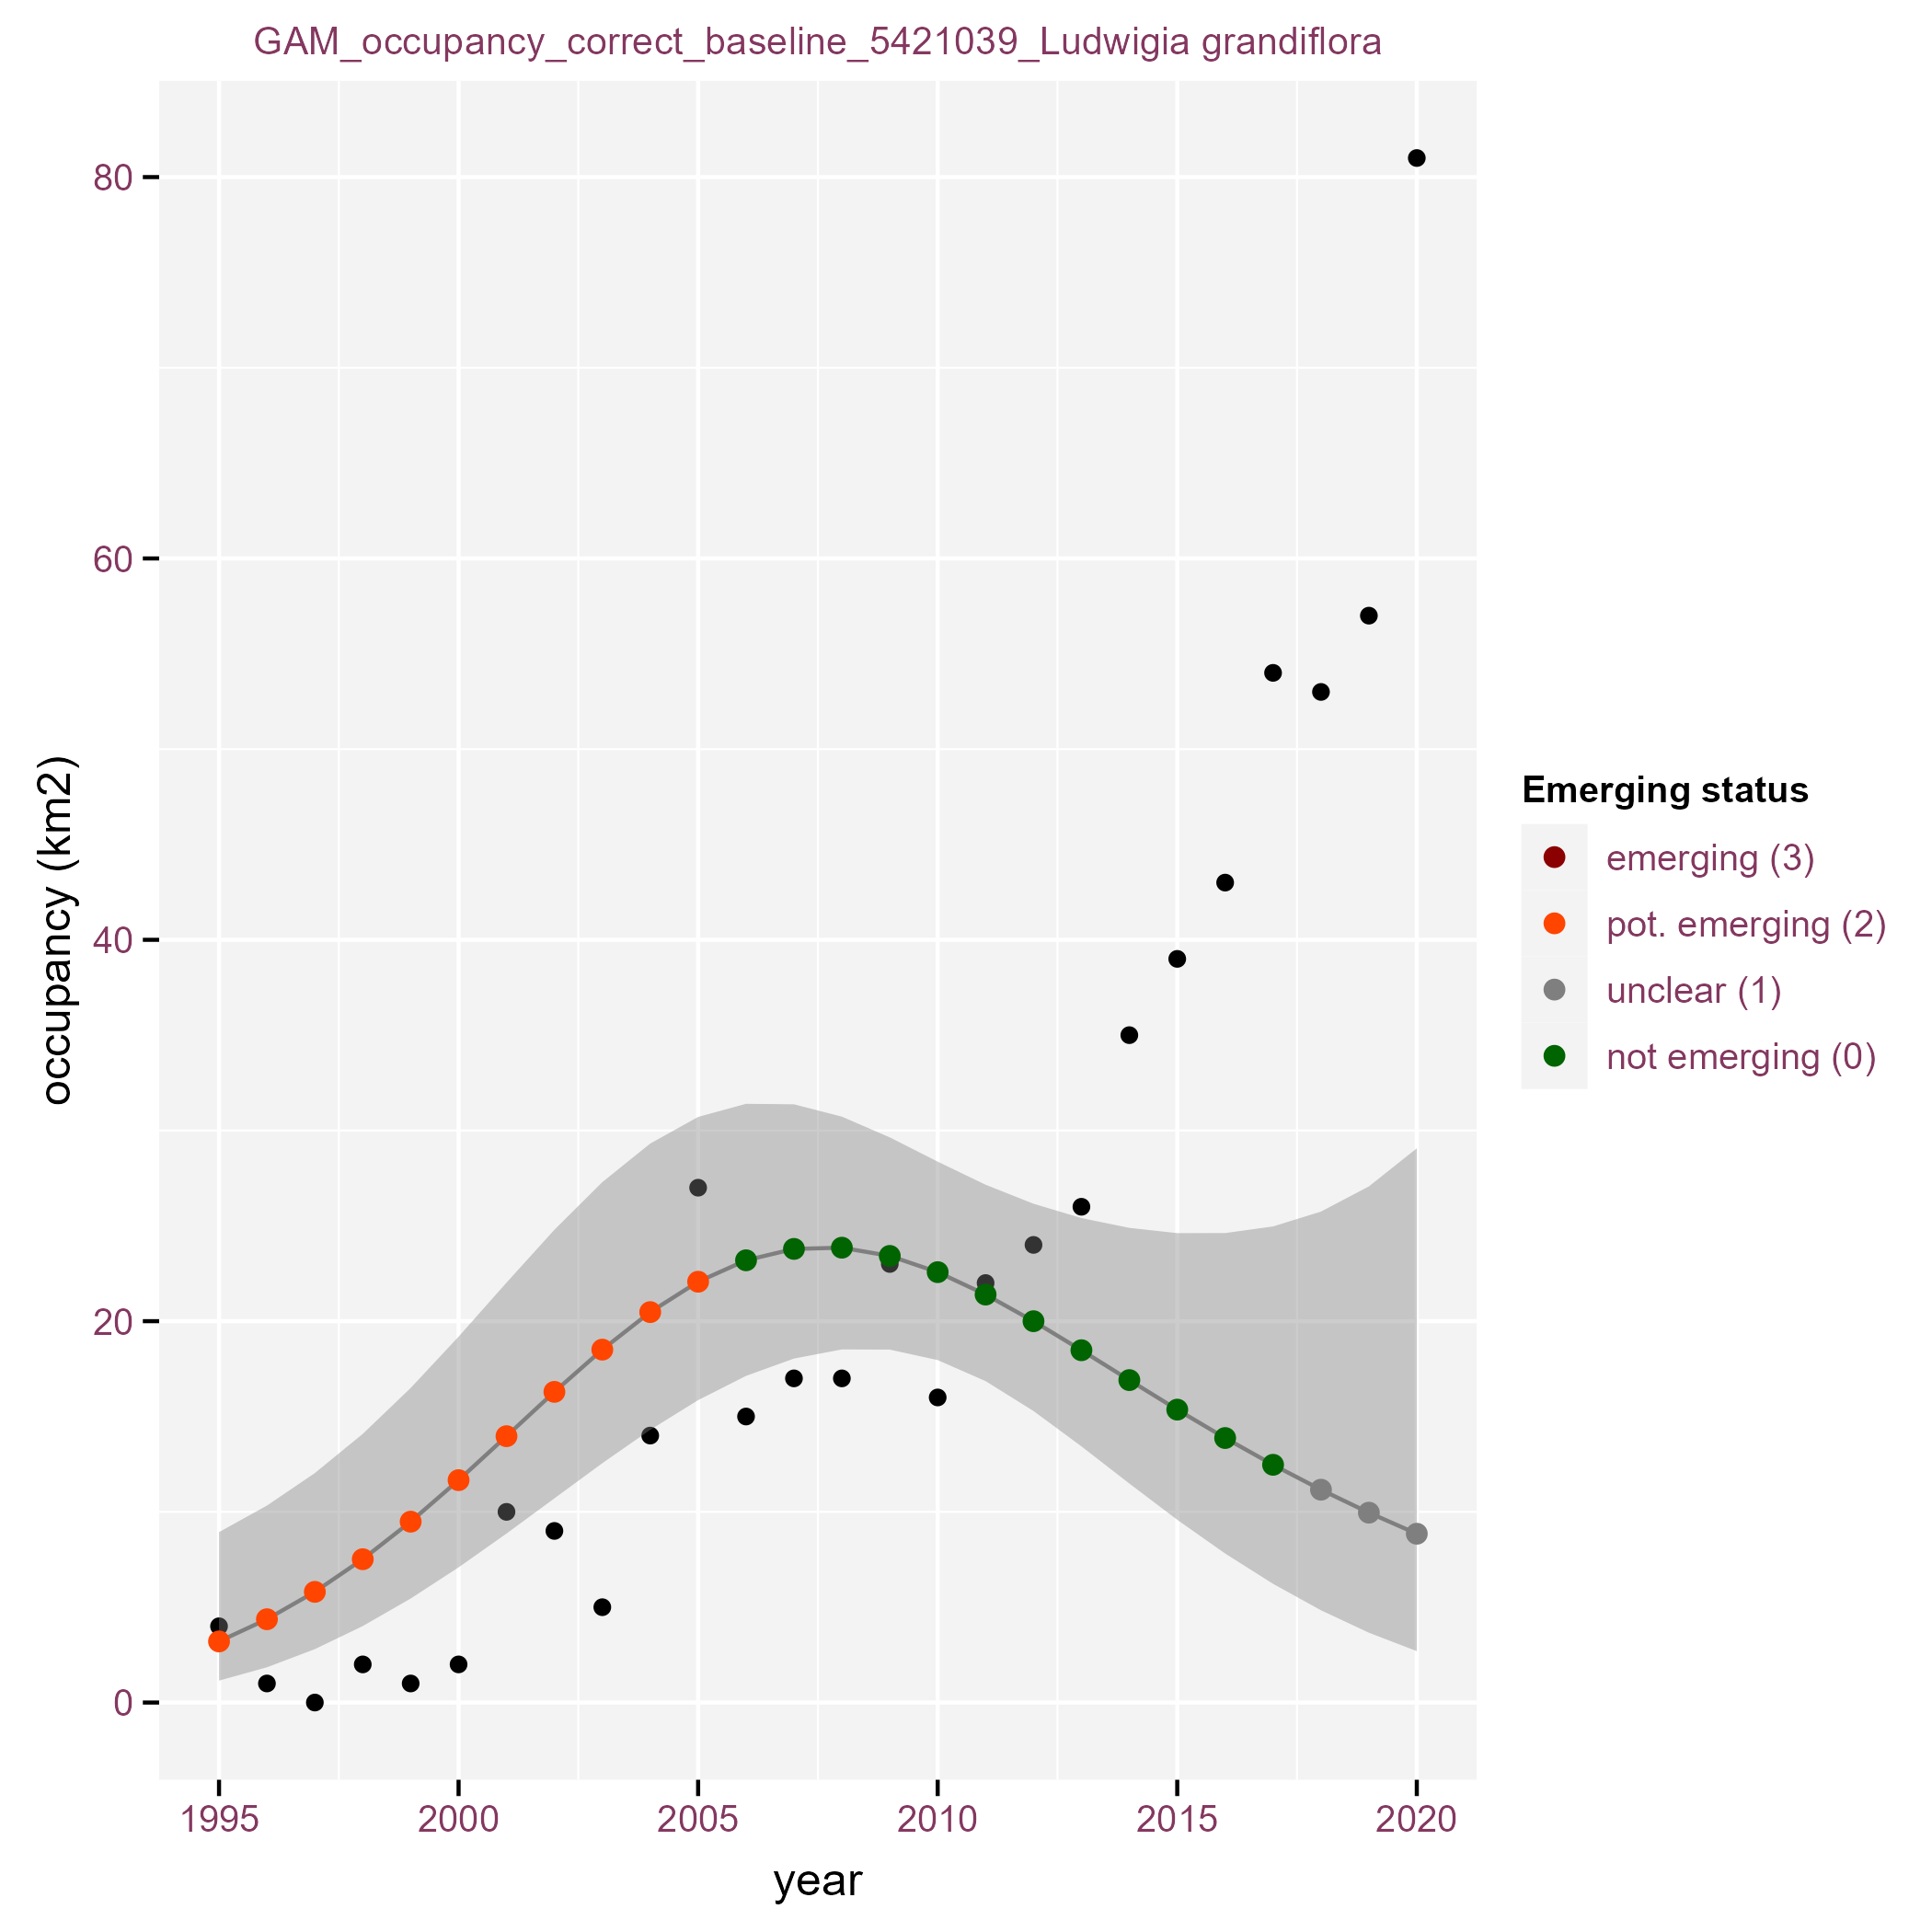 GAM_occupancy_correct_baseline_5421039_Ludwigia grandiflora
80
60
40
20
0
occupancy (km2)
1995 2000 2005 2010 2015 2020
year
Emerging status
emerging (3)
pot. emerging (2)
unclear (1)
not emerging (0)